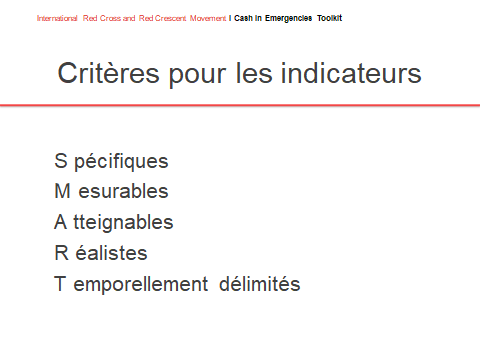 International Red Cross and Red Crescent Movement I Cash in Emergencies Toolkit
Critères pour les indicateurs
S pécifiques
M esurables
A tteignables
R éalistes
T emporellement délimités